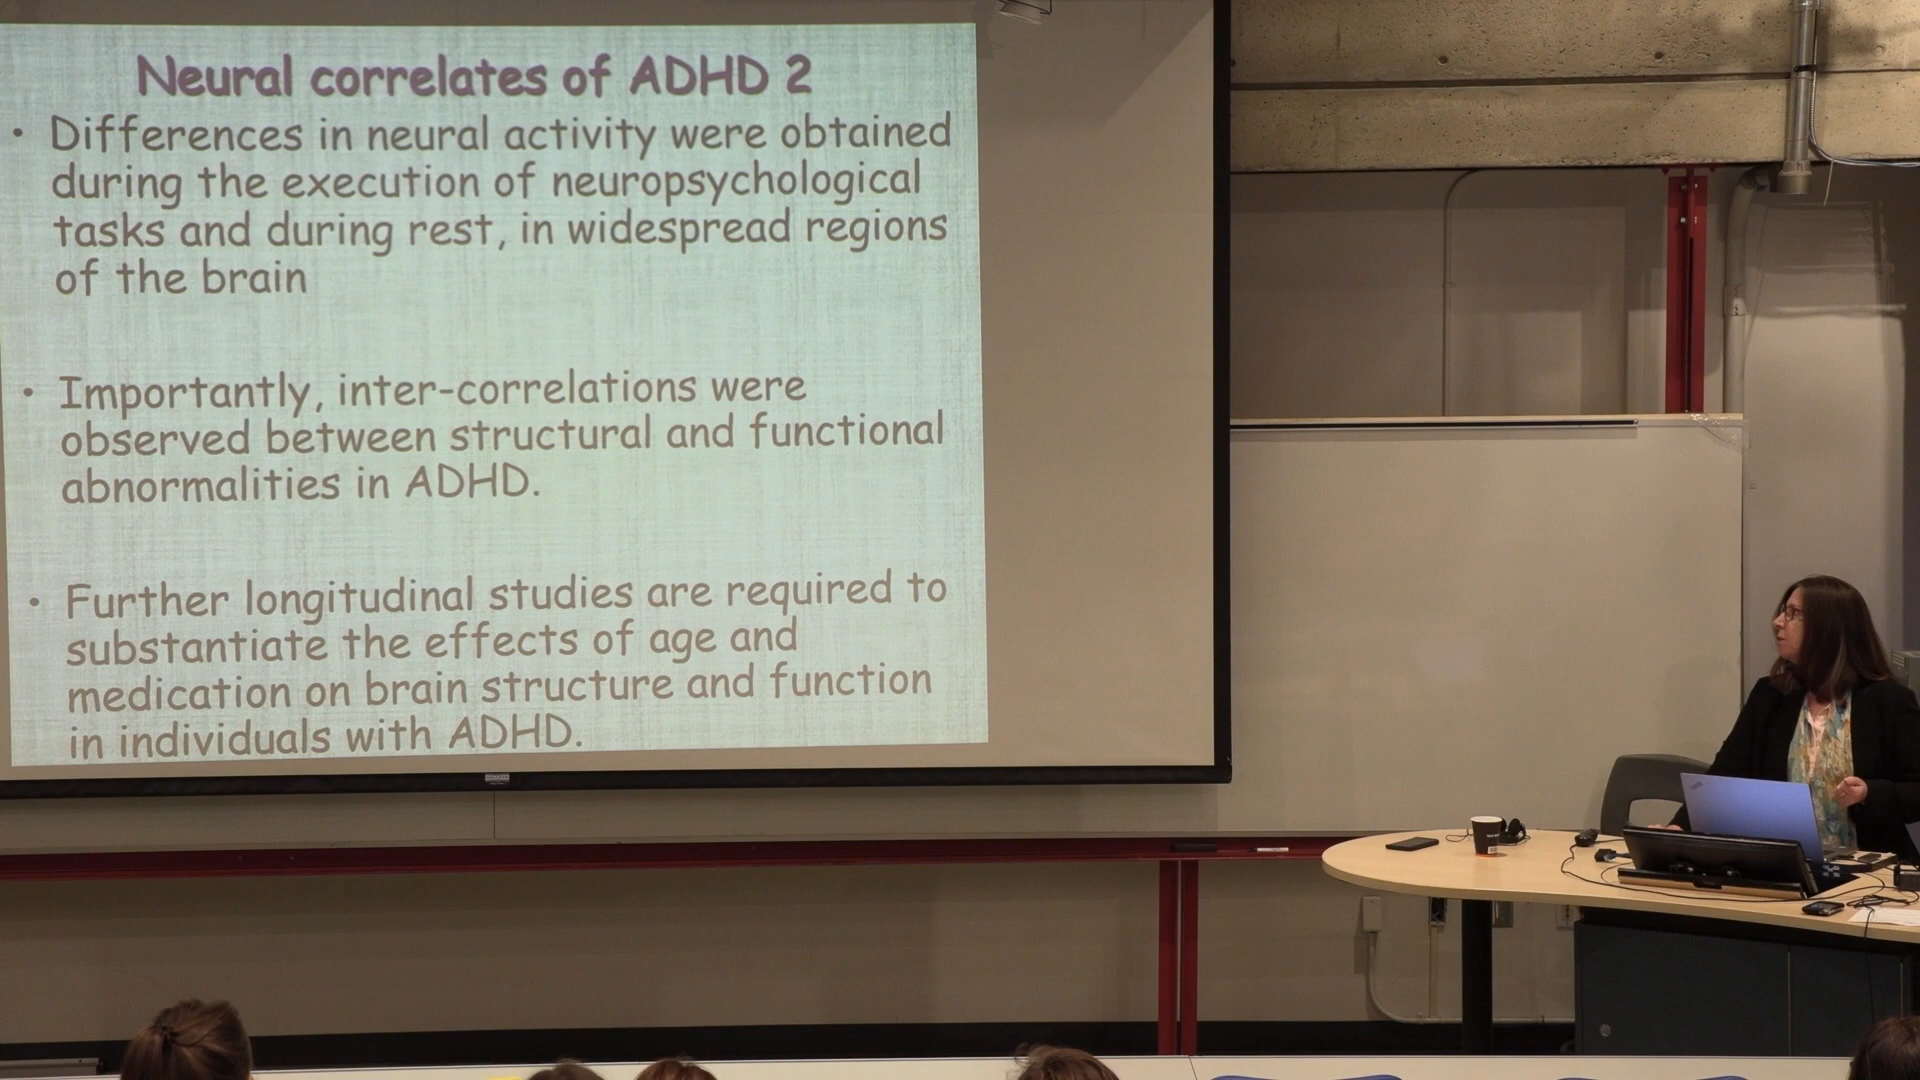 Neural correlates of ADHD 2
• Differences in neural activity were obtained
during the execution of neuropsychological
tasks and during rest, in widespread regions
of the brain
• Importantly, inter-correlations were
observed between structural and functional
abnormalities in ADHD.
• Further longitudinal studies are required to
substantiate the effects of age and
medication on brain structure and function
in individuals with ADHD.